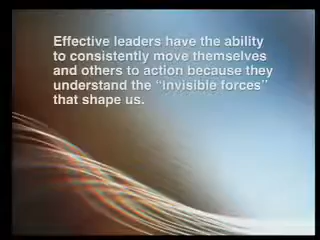 Effective leaders have the ability
to consistently move themselves
and others to action because they
understand the “invisible forces”
that shape us.